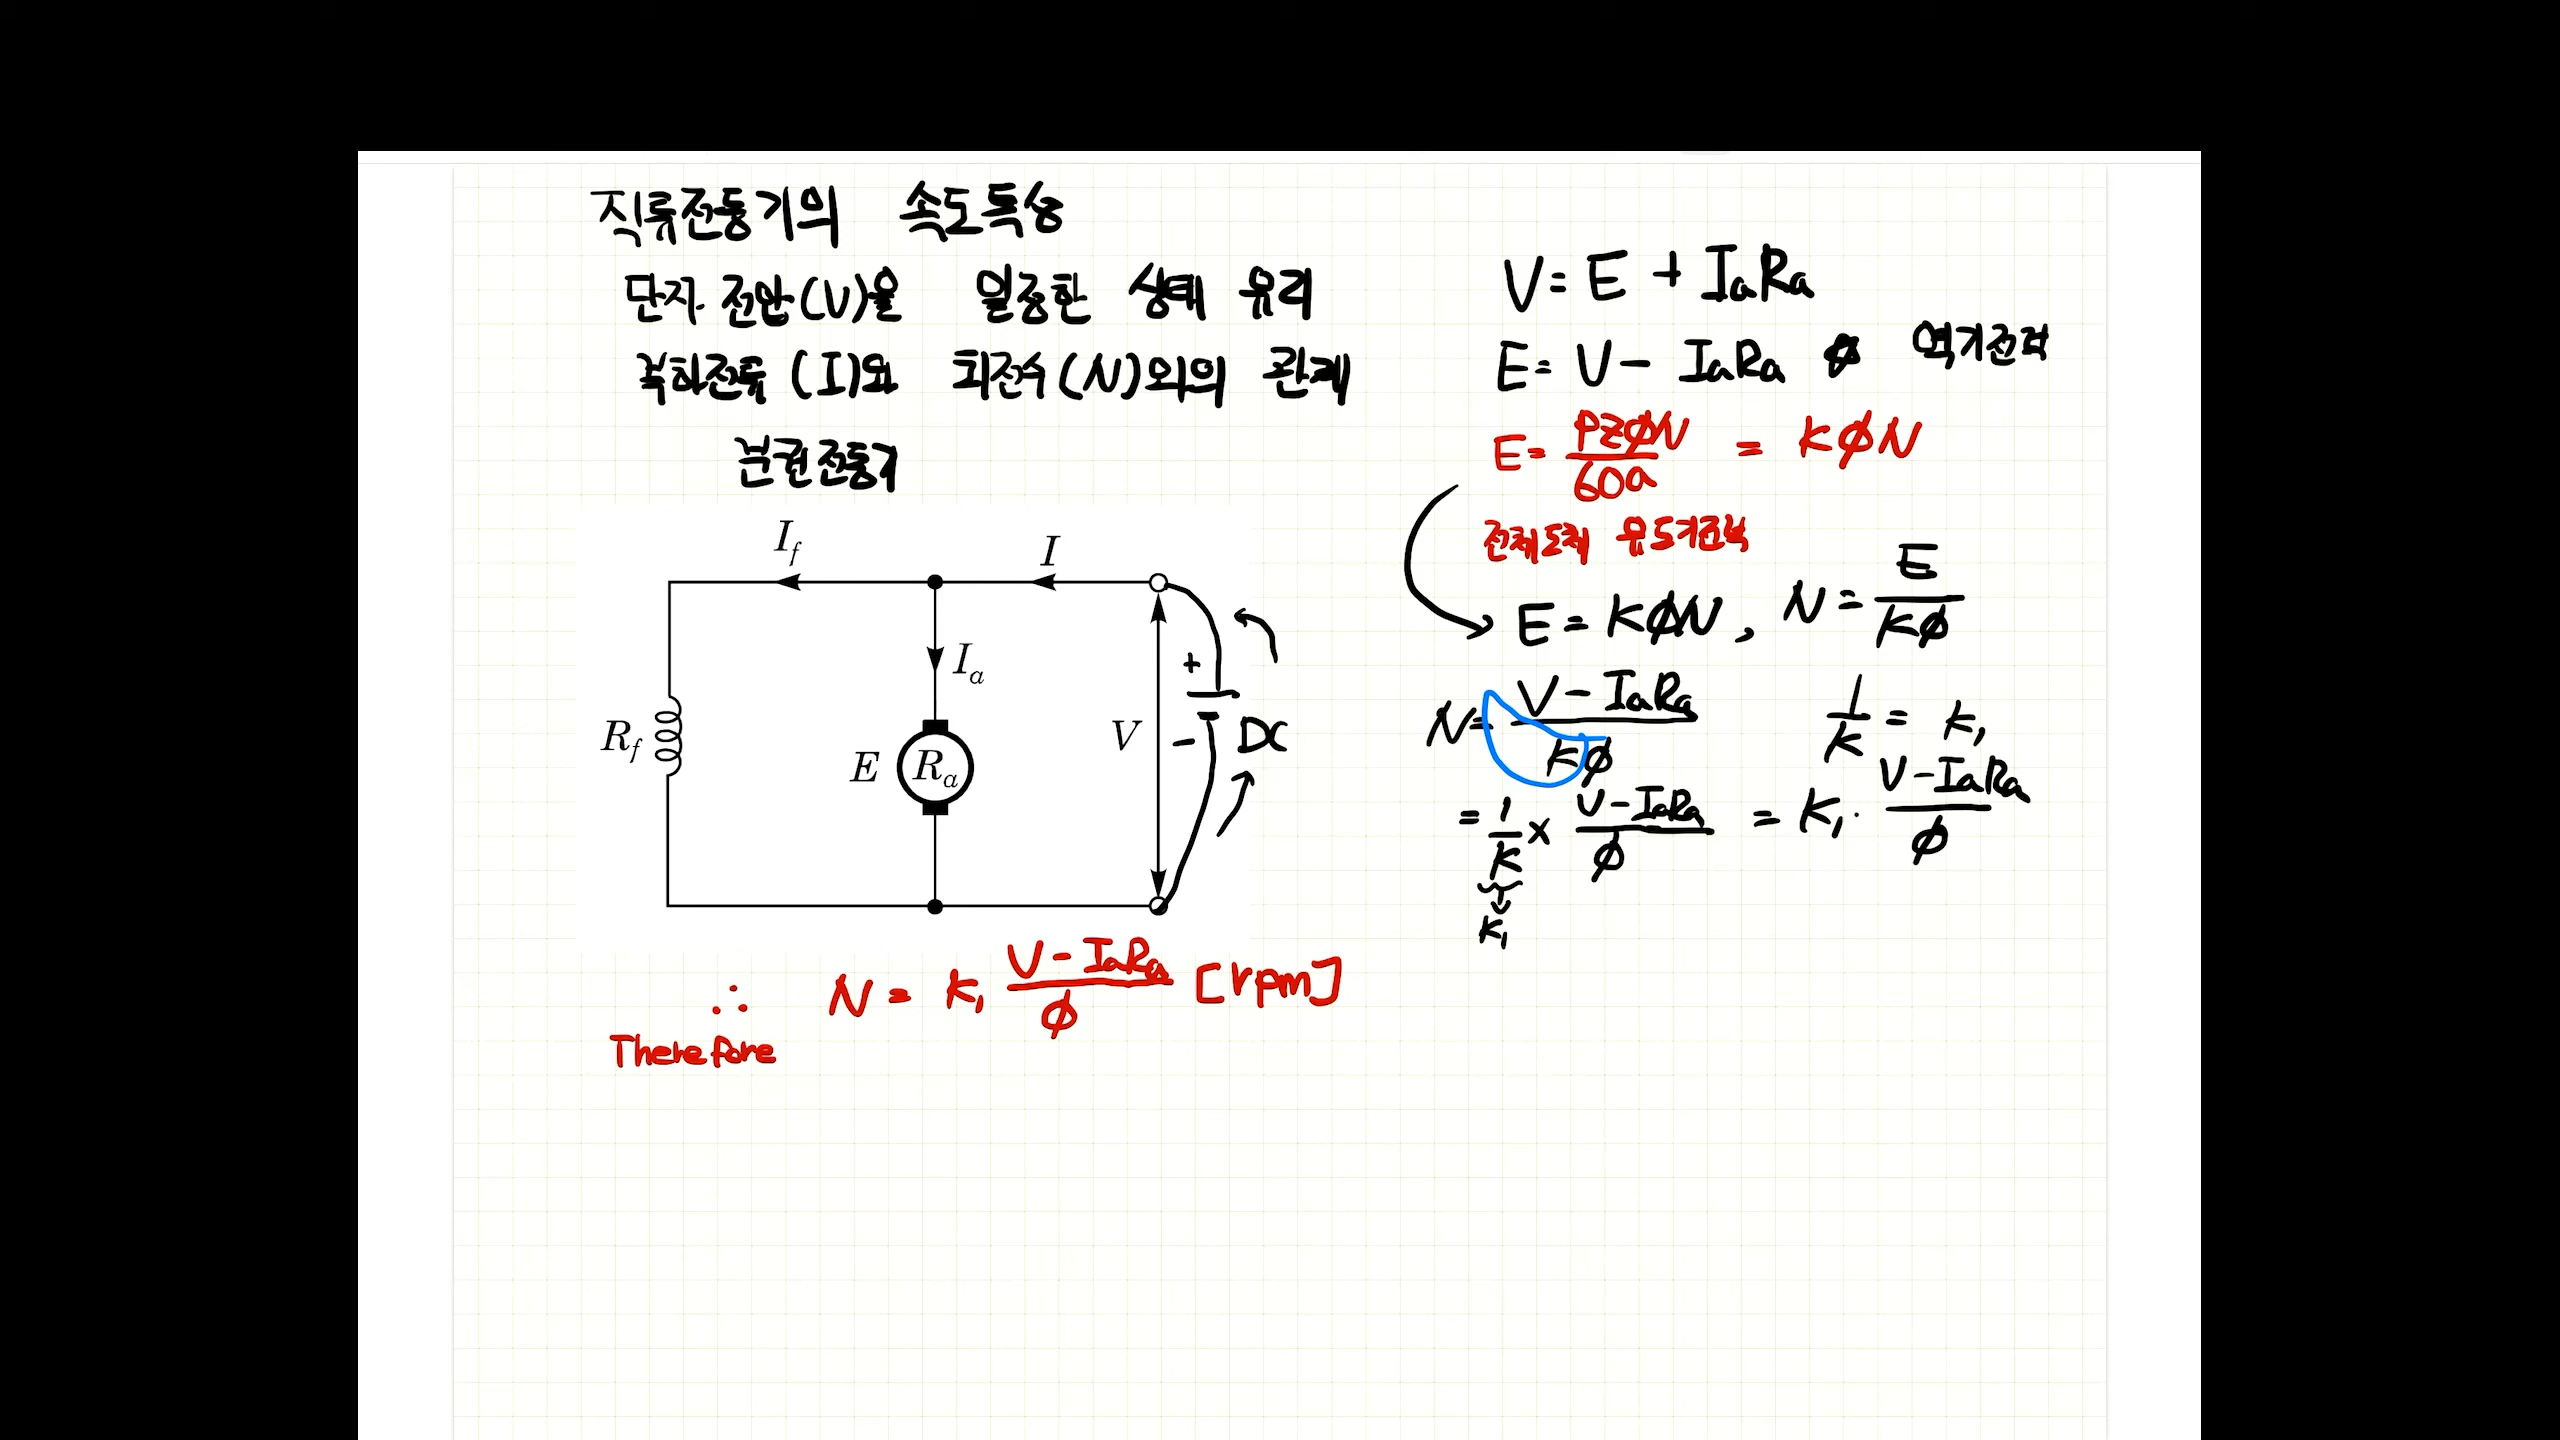 직류전동기의 속도특성
단자 전압(V)을 일정한 상태 유지
부하전류 (I)와 회전수(N)와의 관계
분권전동기
I_f
I
I_a
R_f
E
R_a
V
+
-
DC
∴ N = K₁ (V - IaRa)/ϕ [rpm]
Therefore
V = E + IaRa
E = V - IaRa 역기전력
E = PZϕN/60a = KϕN
전체도체 유도기전력
E = KϕN, N = E/Kϕ
N = (V - IaRa)/Kϕ
1/K = K₁
= 1/K × (V - IaRa)/ϕ = K₁ · (V - IaRa)/ϕ
K₁